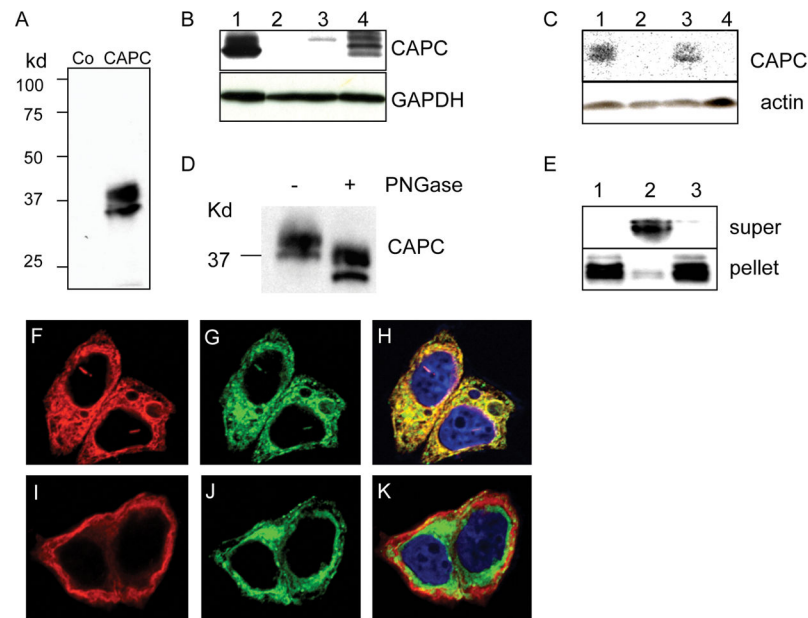 A
kd
Co CAPC
100
75
50
37
25
B
1 2 3 4
CAPC
GAPDH
C
1 2 3 4
CAPC
actin
D
- + PNGase
Kd
37
CAPC
E
1 2 3
super
pellet
F
G
H
I
J
K